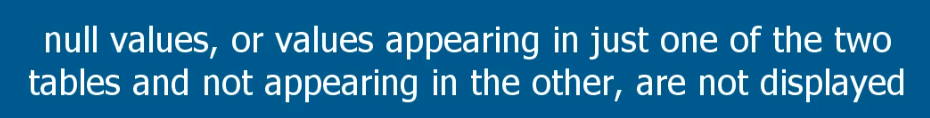 null values, or values appearing in just one of the two
tables and not appearing in the other, are not displayed